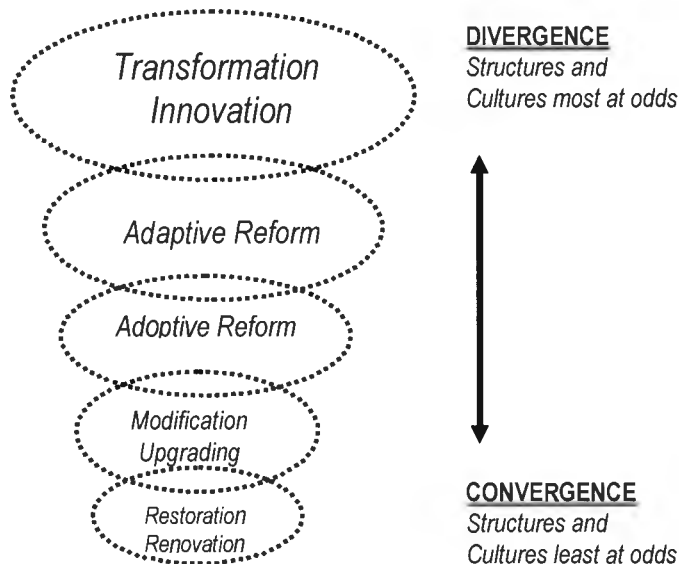 Transformation
Innovation
Adaptive Reform
Adoptive Reform
Modification
Upgrading
Restoration
Renovation
DIVERGENCE
Structures and
Cultures most at odds
CONVERGENCE
Structures and
Cultures least at odds